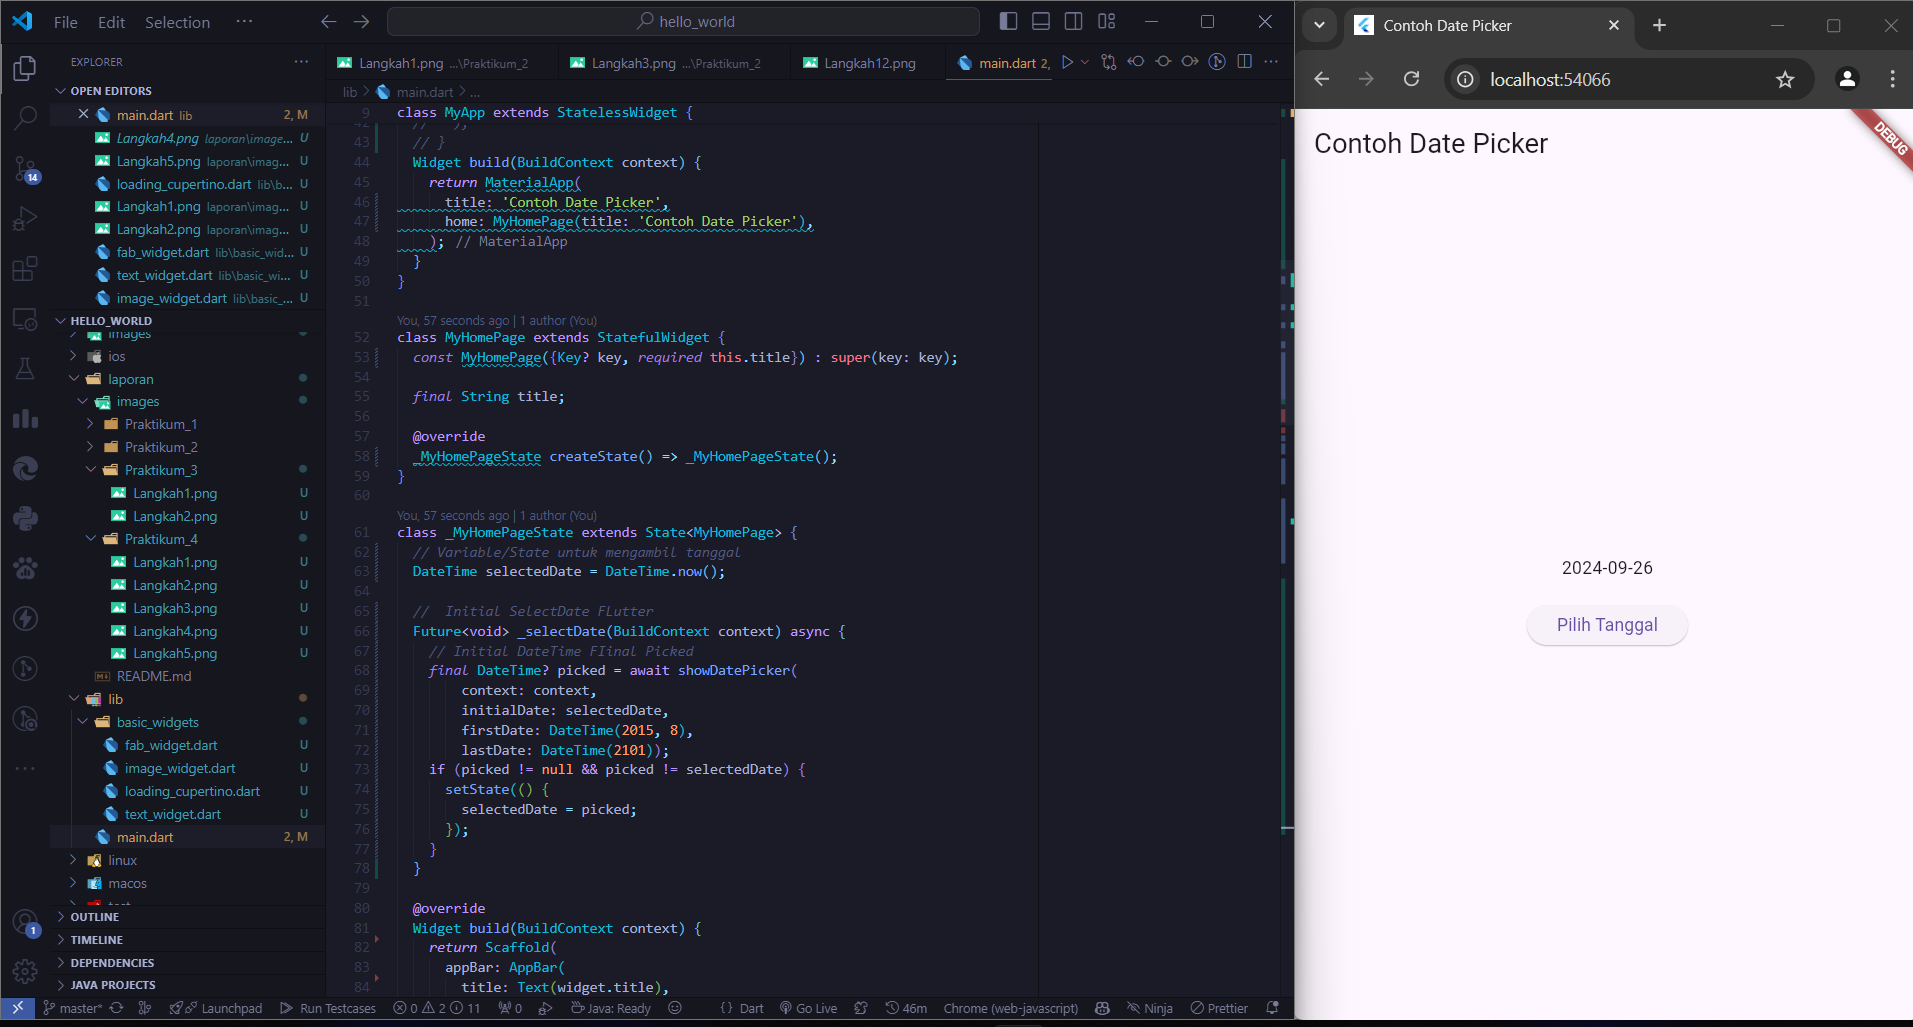 File Edit Selection ··· hello_world
EXPLORER ···
OPEN EDITORS
main.dart lib 2, M
Langkah4.png laporan\image... U
Langkah5.png laporan\imag... U
loading_cupertino.dart lib\b... U
Langkah1.png laporan\imag... U
Langkah2.png laporan\imag... U
fab_widget.dart lib\basic_wid... U
text_widget.dart lib\basic_wi... U
image_widget.dart lib\basic_... U
HELLO_WORLD
images
ios
laporan
images
Praktikum_1
Praktikum_2
Praktikum_3
Langkah1.png U
Langkah2.png U
Praktikum_4
Langkah1.png U
Langkah2.png U
Langkah3.png U
Langkah4.png U
Langkah5.png U
README.md
lib
basic_widgets
fab_widget.dart U
image_widget.dart U
loading_cupertino.dart U
text_widget.dart U
main.dart 2, M
linux
macos
OUTLINE
TIMELINE
DEPENDENCIES
JAVA PROJECTS
14
1
Langkah1.png ...\Praktikum_2 Langkah3.png ...\Praktikum_2 Langkah12.png main.dart 2,
lib > main.dart > ...
9 class MyApp extends StatelessWidget {
42 // );
43 // }
44 Widget build(BuildContext context) {
45 return MaterialApp(
46 title: 'Contoh Date Picker',
47 home: MyHomePage(title: 'Contoh Date Picker'),
48 ); // MaterialApp
49 }
50 }
51
You, 57 seconds ago | 1 author (You)
52 class MyHomePage extends StatefulWidget {
53 const MyHomePage({Key? key, required this.title}) : super(key: key);
54
55 final String title;
56
57 @override
58 _MyHomePageState createState() => _MyHomePageState();
59 }
60
You, 57 seconds ago | 1 author (You)
61 class _MyHomePageState extends State<MyHomePage> {
62 // Variable/State untuk mengambil tanggal
63 DateTime selectedDate = DateTime.now();
64
65 //  Initial SelectDate FLutter
66 Future<void> _selectDate(BuildContext context) async {
67 // Initial DateTime FIinal Picked
68 final DateTime? picked = await showDatePicker(
69 context: context,
70 initialDate: selectedDate,
71 firstDate: DateTime(2015, 8),
72 lastDate: DateTime(2101));
73 if (picked != null && picked != selectedDate) {
74 setState(() {
75 selectedDate = picked;
76 });
77 }
78 }
79
80 @override
81 Widget build(BuildContext context) {
82 return Scaffold(
83 appBar: AppBar(
84 title: Text(widget.title),
master* Launchpad Run Testcases 0 2 11 0 Java: Ready { } Dart Go Live 46m Chrome (web-javascript) Ninja Prettier
Contoh Date Picker
localhost:54066
Contoh Date Picker
DEBUG
2024-09-26
Pilih Tanggal